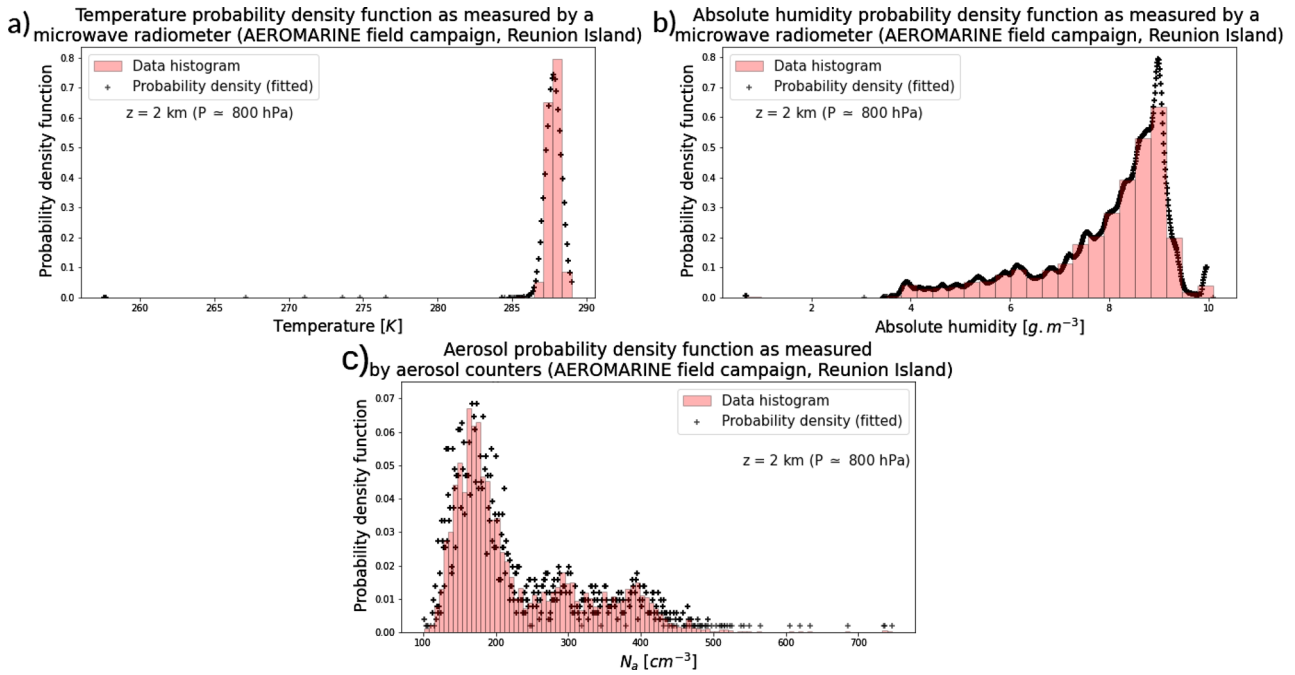 a) Temperature probability density function as measured by a
microwave radiometer (AEROMARINE field campaign, Reunion Island)
Data histogram
Probability density (fitted)
z = 2 km (P ≃ 800 hPa)
Probability density function
0.8
0.7
0.6
0.5
0.4
0.3
0.2
0.1
0.0
260 265 270 275 280 285 290
Temperature [K]
b) Absolute humidity probability density function as measured by a
microwave radiometer (AEROMARINE field campaign, Reunion Island)
Data histogram
Probability density (fitted)
z = 2 km (P ≃ 800 hPa)
Probability density function
0.8
0.7
0.6
0.5
0.4
0.3
0.2
0.1
0.0
2 4 6 8 10
Absolute humidity [g.m⁻³]
c) Aerosol probability density function as measured
by aerosol counters (AEROMARINE field campaign, Reunion Island)
Data histogram
Probability density (fitted)
z = 2 km (P ≃ 800 hPa)
Probability density function
0.07
0.06
0.05
0.04
0.03
0.02
0.01
0.00
100 200 300 400 500 600 700
Nₐ [cm⁻³]